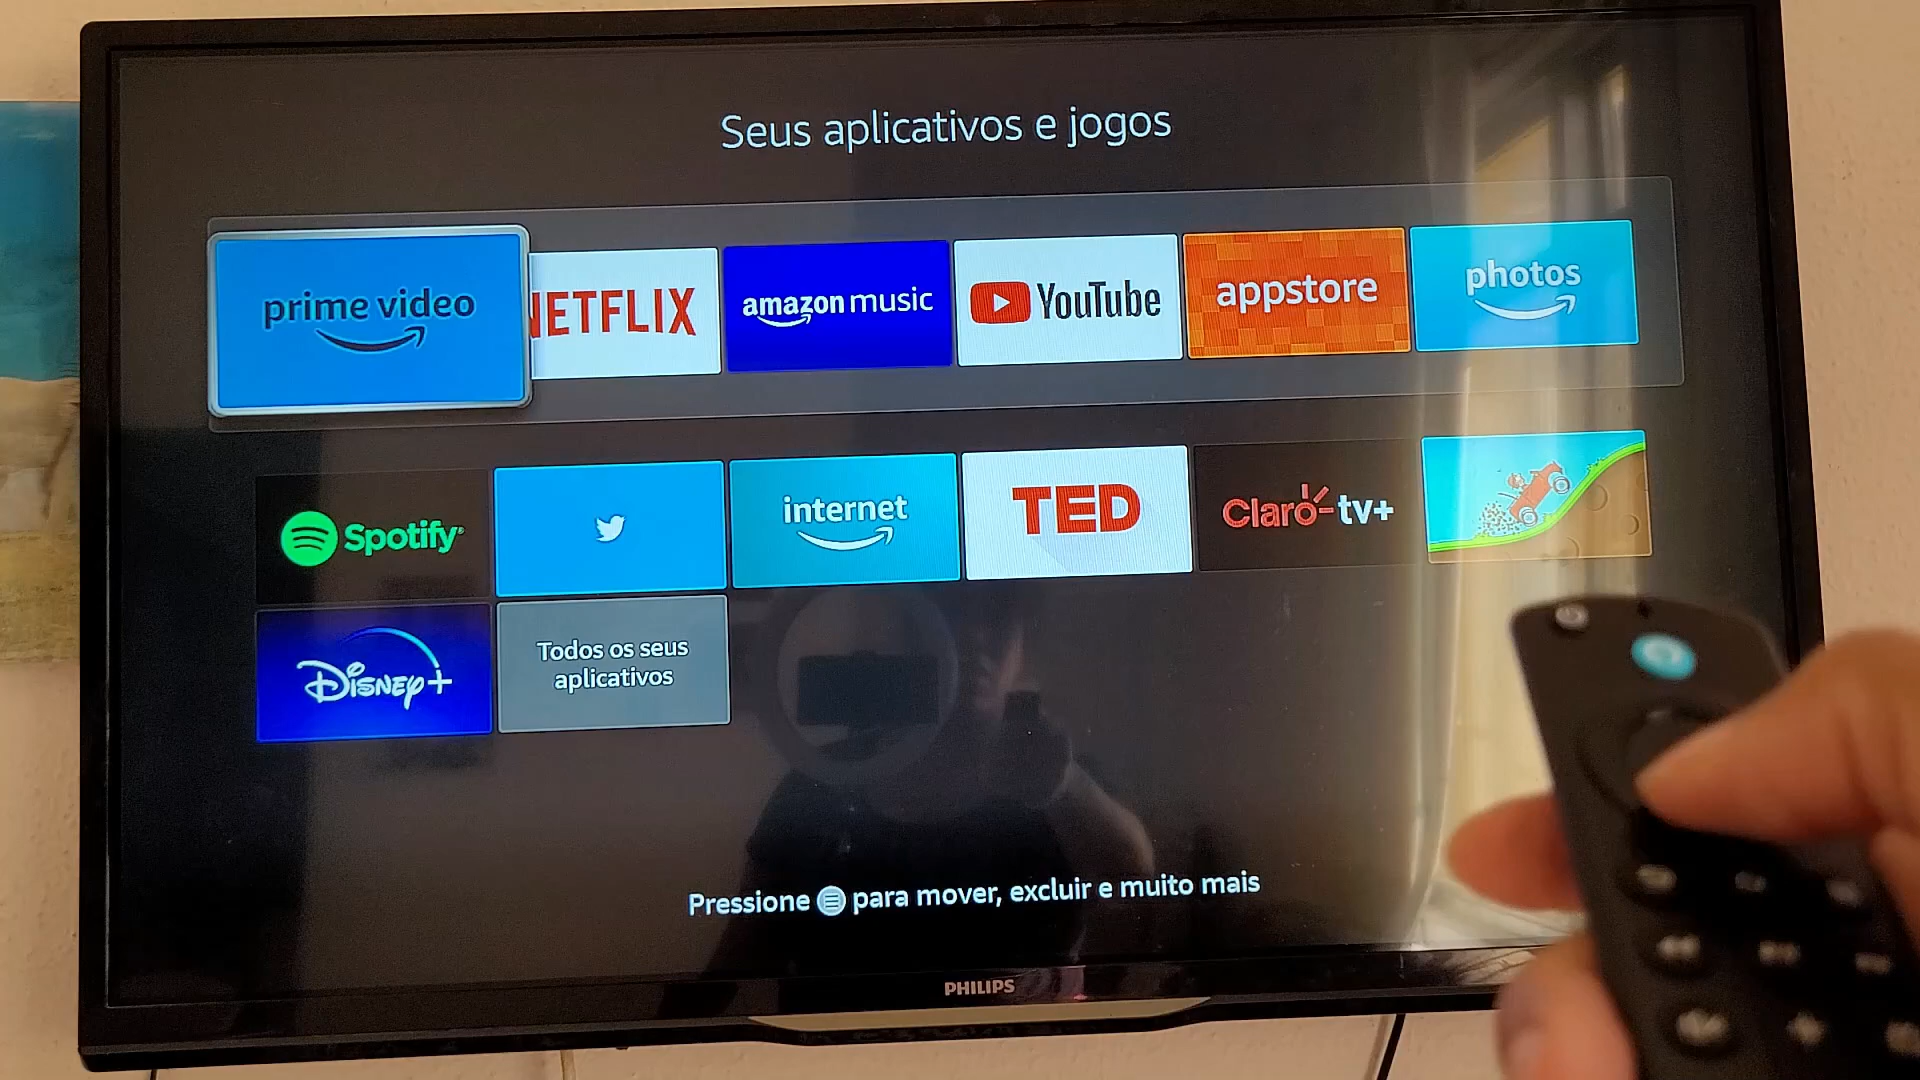 Seus aplicativos e jogos
prime video
NETFLIX
amazon music
YouTube
appstore
photos
Spotify
internet
TED
Claro tv+
Disney+
Todos os seus
aplicativos
Pressione para mover, excluir e muito mais
PHILIPS